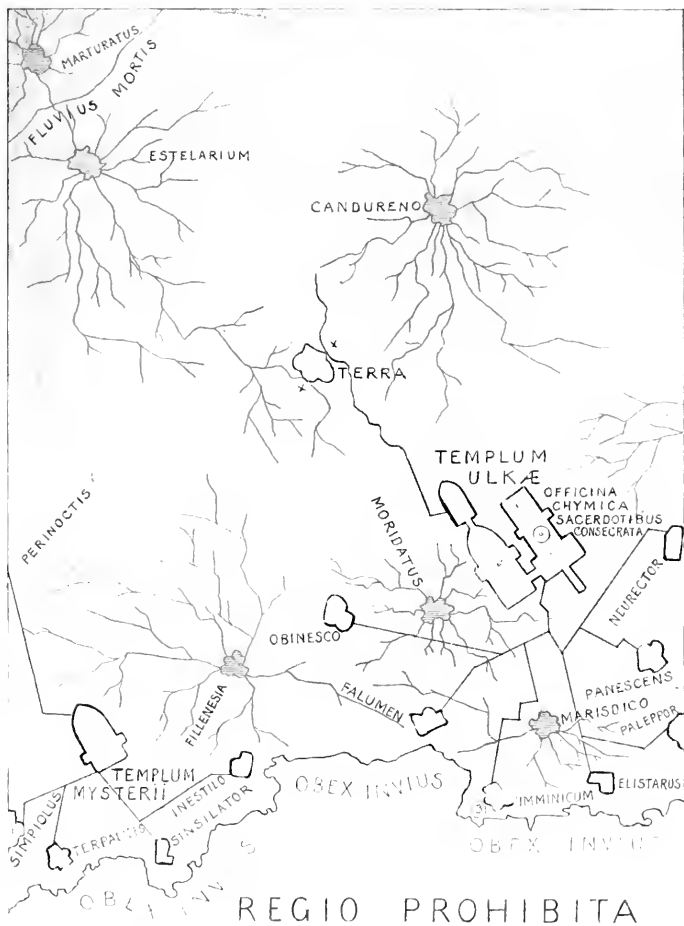 MARTURATUS
FLUVIUS MORTIS
ESTELARIUM
CANDURENO
TERRA
TEMPLUM
ULKÆ
OFFICINA
CHYMICA
SACERDOTIBUS
CONSECRATA
PERINOCTIS
MORIDATUS
NEURECTOR
OBINESCO
FILLENESIA
FALUMEN
PANESCENS
MARISDICO
PALEPPOR
TEMPLUM
MYSTERII
INESTILO
SINSILATOR
SIMPIOLUS
OBEX INVIUS
IMMINICUM
ELISTARUS
OBEX INVIUS
REGIO PROHIBITA